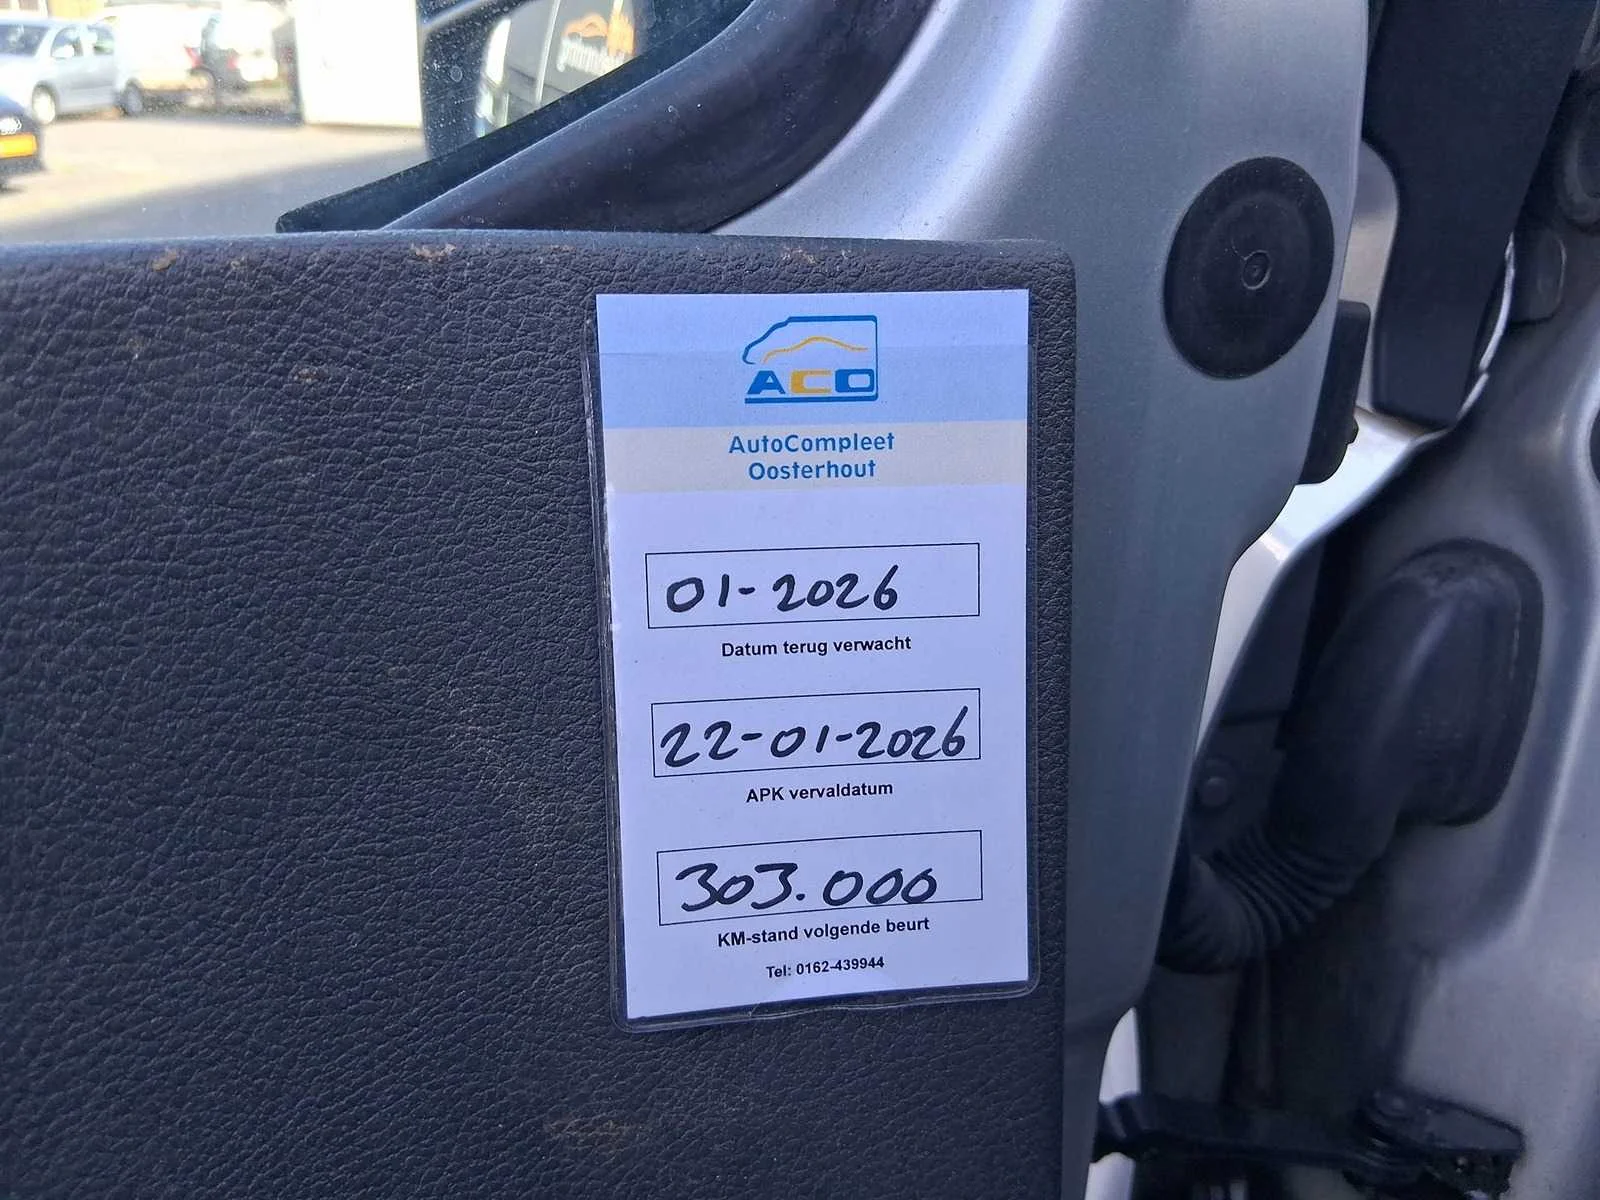 ACO
AutoCompleet
Oosterhout
01-2026
Datum terug verwacht
22-01-2026
APK vervaldatum
303.000
KM-stand volgende beurt
Tel: 0162-439944